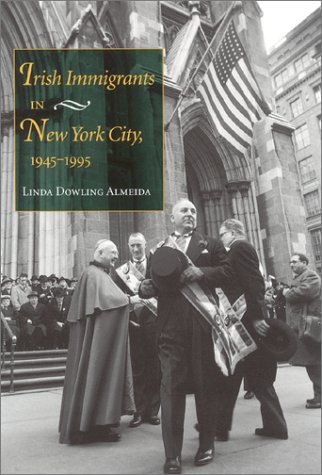 Irish Immigrants
IN
New York City,
1945–1995
LINDA DOWLING ALMEIDA